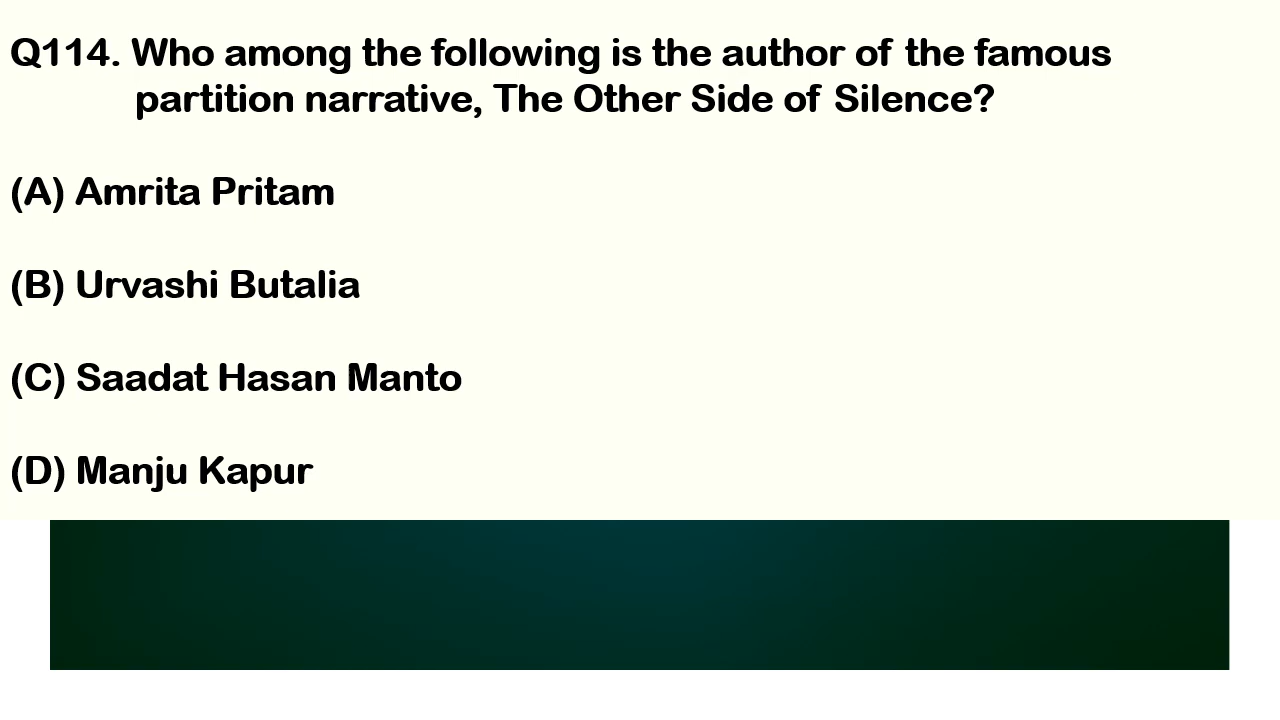 Q114. Who among the following is the author of the famous
partition narrative, The Other Side of Silence?
(A) Amrita Pritam
(B) Urvashi Butalia
(C) Saadat Hasan Manto
(D) Manju Kapur